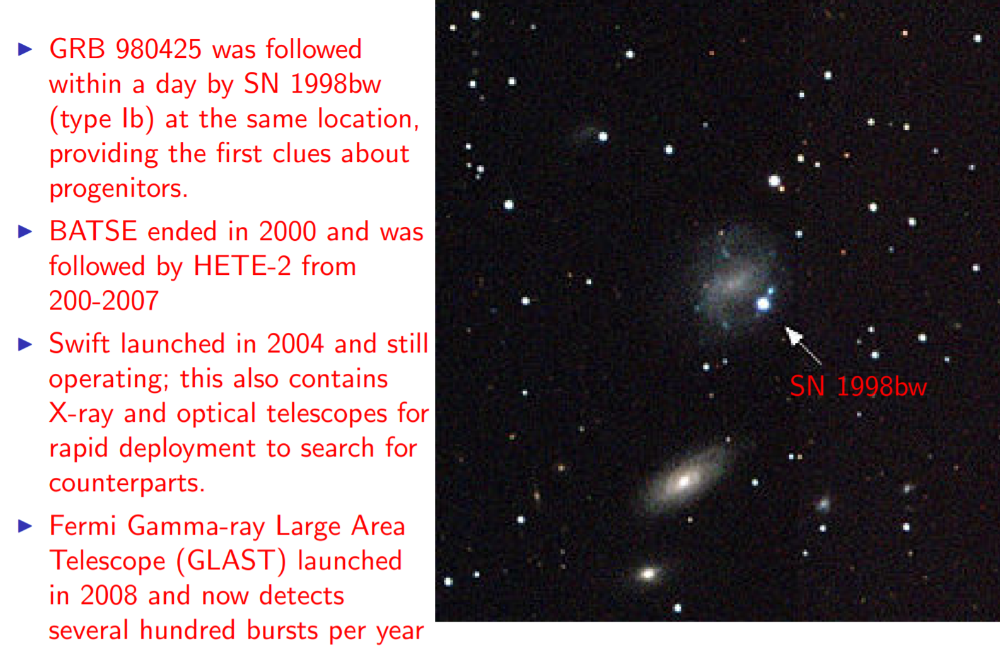 ▶ GRB 980425 was followed
within a day by SN 1998bw
(type Ib) at the same location,
providing the first clues about
progenitors.
▶ BATSE ended in 2000 and was
followed by HETE-2 from
200-2007
▶ Swift launched in 2004 and still
operating; this also contains
X-ray and optical telescopes for
rapid deployment to search for
counterparts.
▶ Fermi Gamma-ray Large Area
Telescope (GLAST) launched
in 2008 and now detects
several hundred bursts per year
SN 1998bw